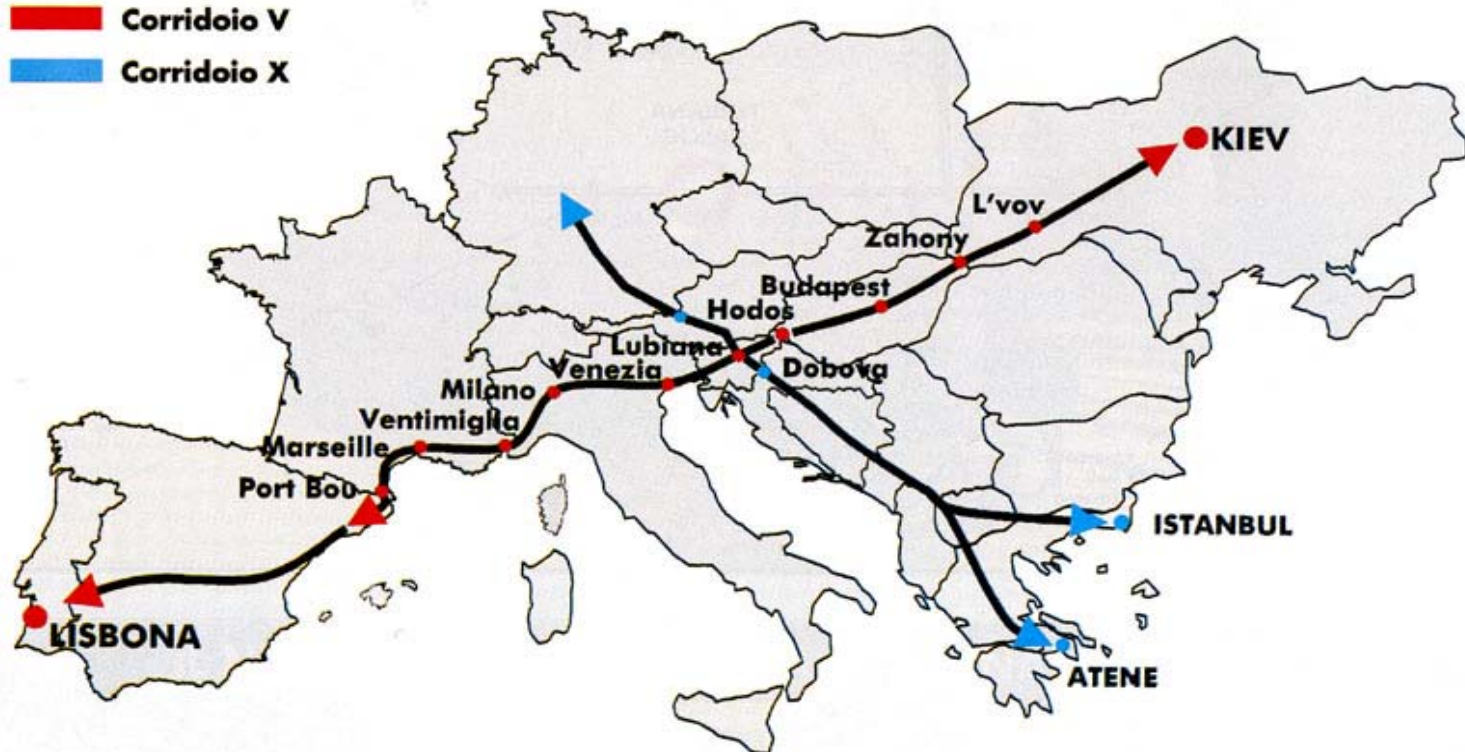 Corridoio V
Corridoio X
KIEV
L'vov
Zahony
Budapest
Hodos
Lubiana
Dobova
Venezia
Milano
Ventimiglia
Marseille
Port Bou
ISTANBUL
LISBONA
ATENE